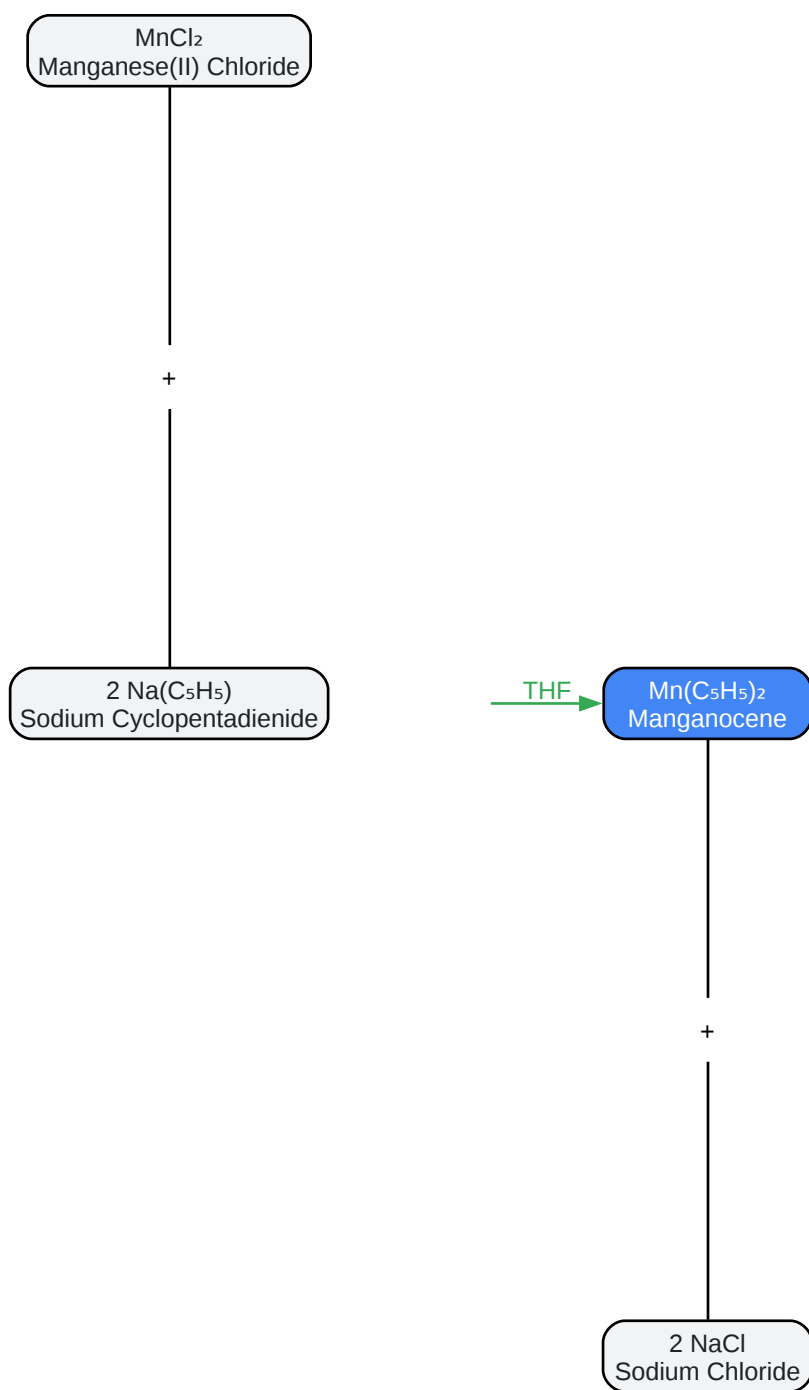 MnCl₂
Manganese(II) Chloride
+
2 Na(C₅H₅)
Sodium Cyclopentadienide
THF
Mn(C₅H₅)₂
Manganocene
+
2 NaCl
Sodium Chloride